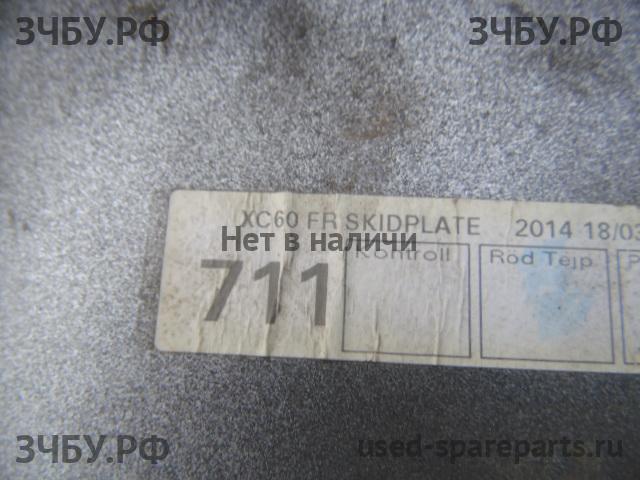 ЗЧБУ.РФ ЗЧБУ.РФ
XC60 FR SKIDPLATE 2014 18/03
Нет в наличи
711 Kontroll Röd Tejp P
ЗЧБУ.РФ used-spareparts.ru